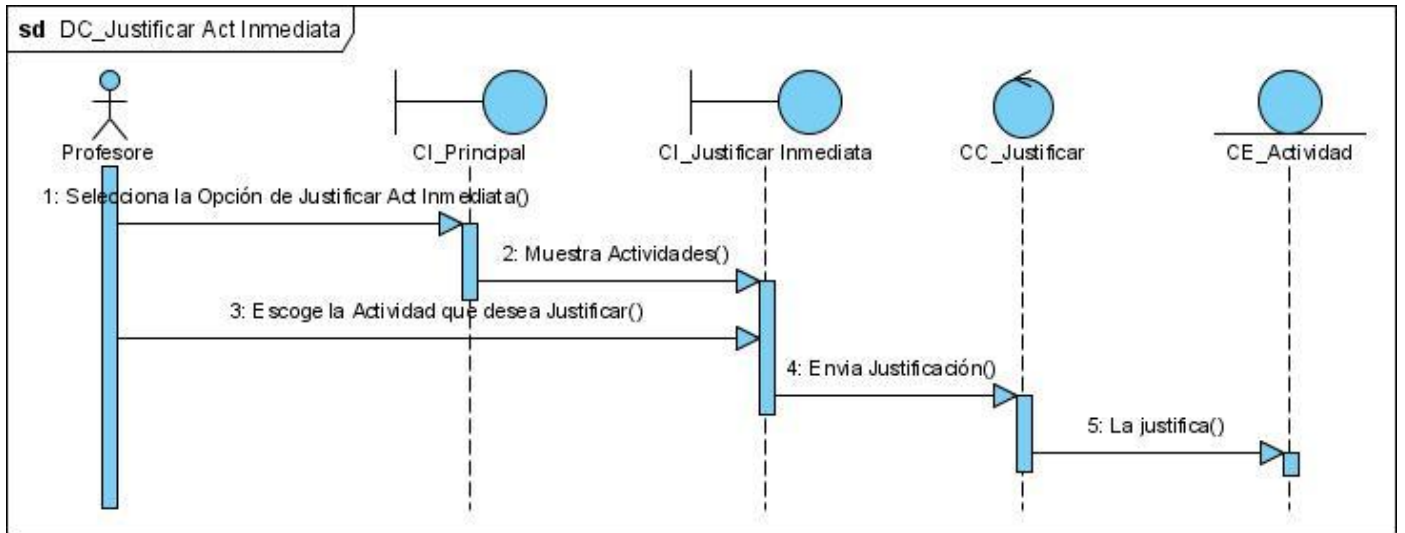 sd DC_Justificar Act Inmediata
Profesore
CI_Principal
CI_Justificar Inmediata
CC_Justificar
CE_Actividad
1: Selecciona la Opción de Justificar Act Inmediata()
2: Muestra Actividades()
3: Escoge la Actividad que desea Justificar()
4: Envia Justificación()
5: La justifica()